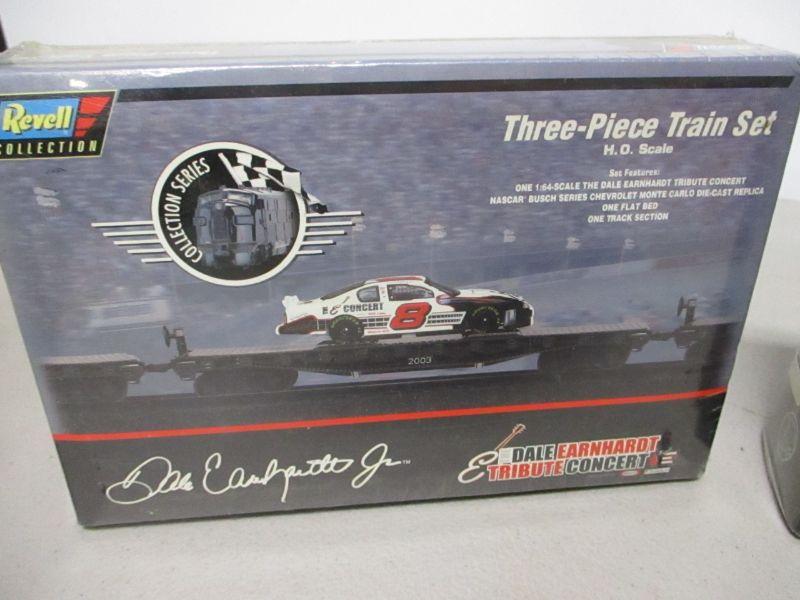 Revell
COLLECTION
Three-Piece Train Set
H.O. Scale
Set Features:
ONE 1:64-SCALE THE DALE EARNHARDT TRIBUTE CONCERT
NASCAR® BUSCH SERIES CHEVROLET MONTE CARLO DIE-CAST REPLICA
ONE FLAT BED
ONE TRACK SECTION
COLLECTION SERIES
CONCERT
8
2003
Dale Earnhardt Jr.™
DALE EARNHARDT
TRIBUTE CONCERT